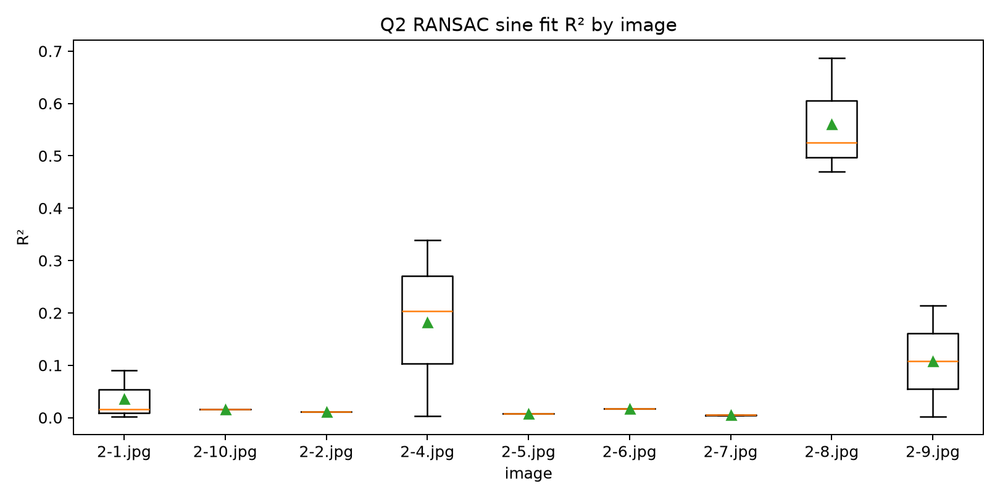 Q2 RANSAC sine fit R² by image
0.7
0.6
0.5
0.4
0.3
0.2
0.1
0.0
R²
2-1.jpg 2-10.jpg 2-2.jpg 2-4.jpg 2-5.jpg 2-6.jpg 2-7.jpg 2-8.jpg 2-9.jpg
image